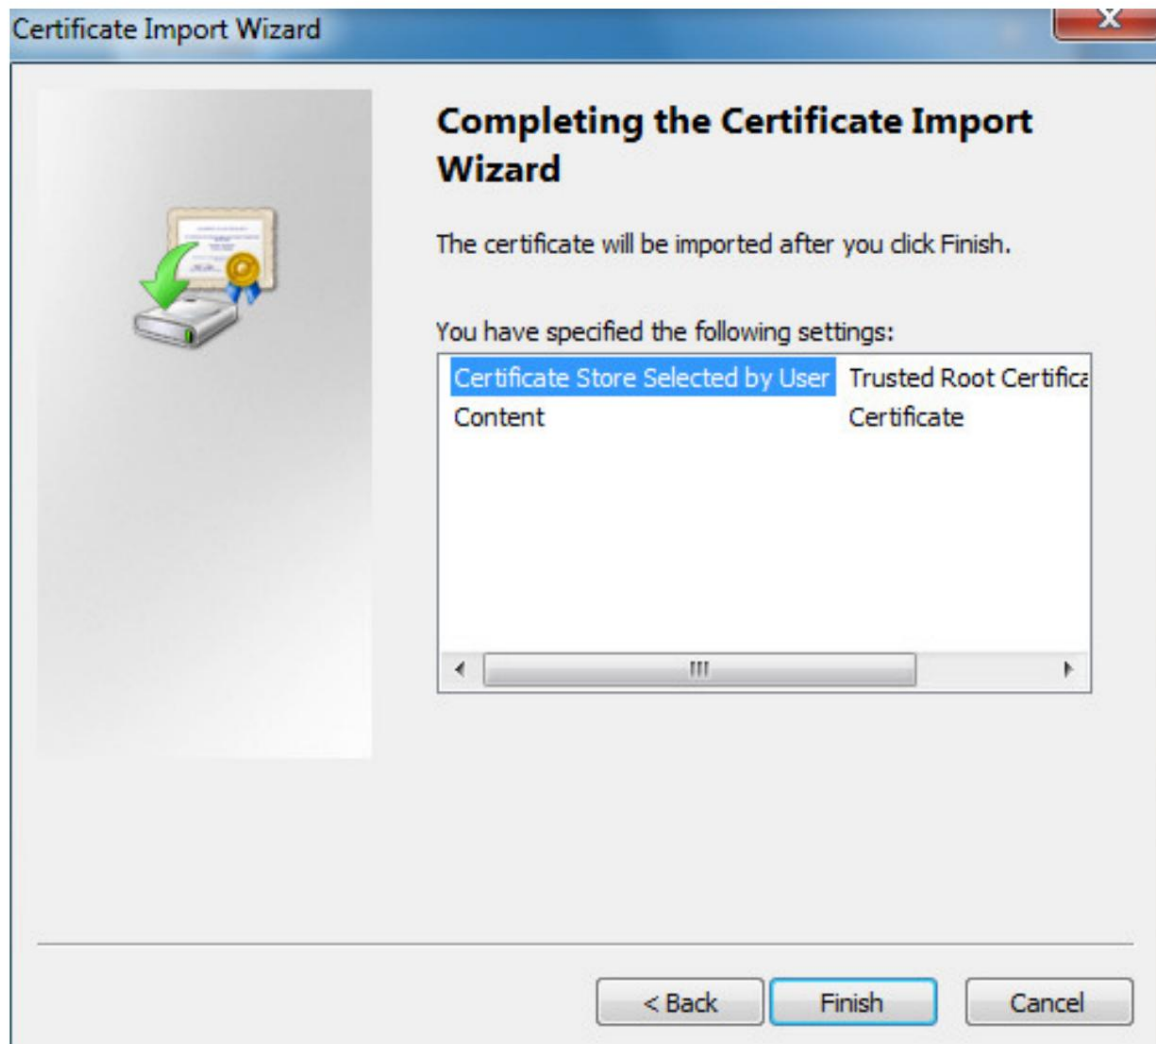 Certificate Import Wizard
Completing the Certificate Import
Wizard
The certificate will be imported after you click Finish.
You have specified the following settings:
Certificate Store Selected by User Trusted Root Certifica
Content Certificate
< Back Finish Cancel